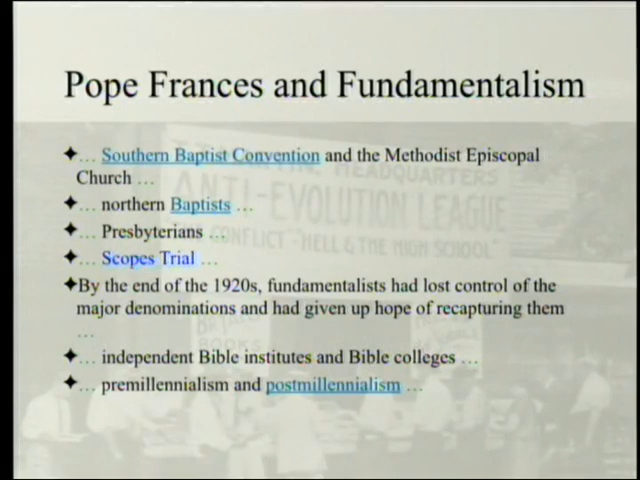 Pope Frances and Fundamentalism
✦… Southern Baptist Convention and the Methodist Episcopal
Church …
✦… northern Baptists …
✦… Presbyterians …
✦… Scopes Trial …
✦By the end of the 1920s, fundamentalists had lost control of the
major denominations and had given up hope of recapturing them
…
✦… independent Bible institutes and Bible colleges …
✦… premillennialism and postmillennialism …
HEADQUARTERS
ANTI-EVOLUTION LEAGUE
CONFLICT "HELL & THE HIGH SCHOOL"
BOOKS